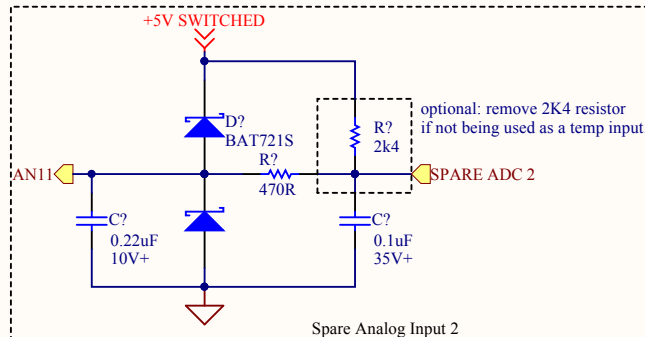 +5V SWITCHED
optional: remove 2K4 resistor
if not being used as a temp input
R?
2k4
D?
BAT721S
R?
470R
AN11
SPARE ADC 2
C?
0.22uF
10V+
C?
0.1uF
35V+
Spare Analog Input 2